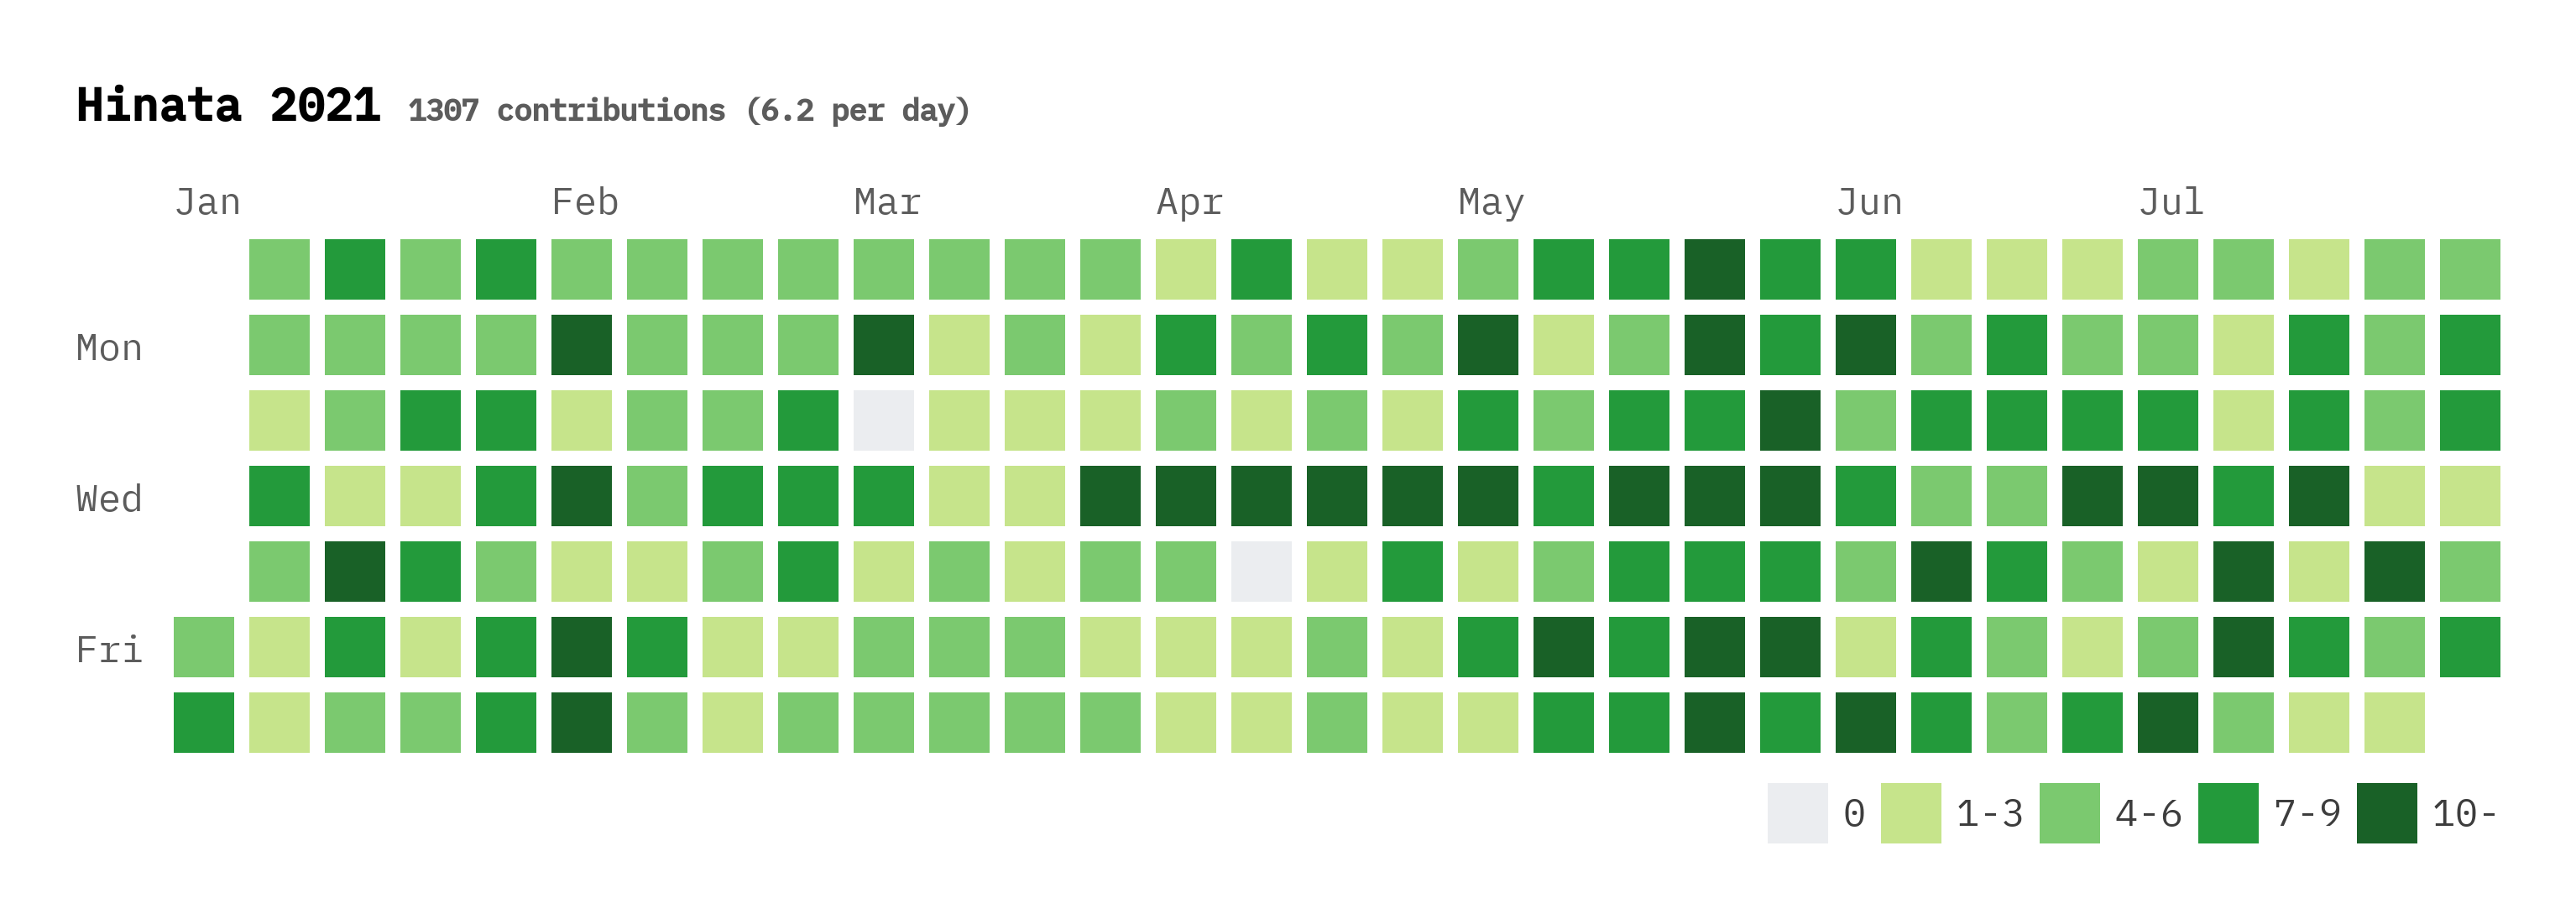 Hinata 2021 1307 contributions (6.2 per day)
Jan Feb Mar Apr May Jun Jul
Mon
Wed
Fri
0 1-3 4-6 7-9 10-